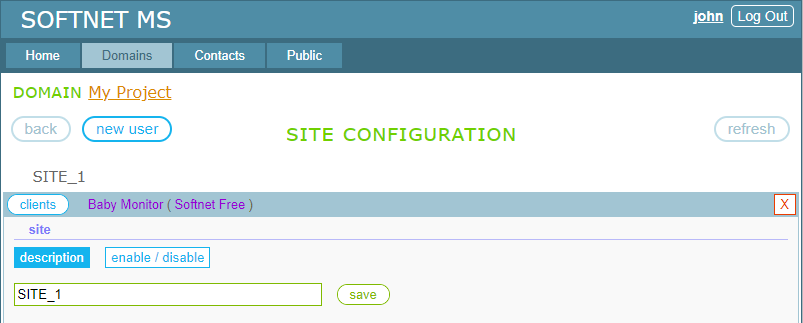 SOFTNET MS
john Log Out
Home Domains Contacts Public
DOMAIN My Project
back new user SITE CONFIGURATION refresh
SITE_1
clients Baby Monitor ( Softnet Free ) X
site
description enable / disable
SITE_1 save